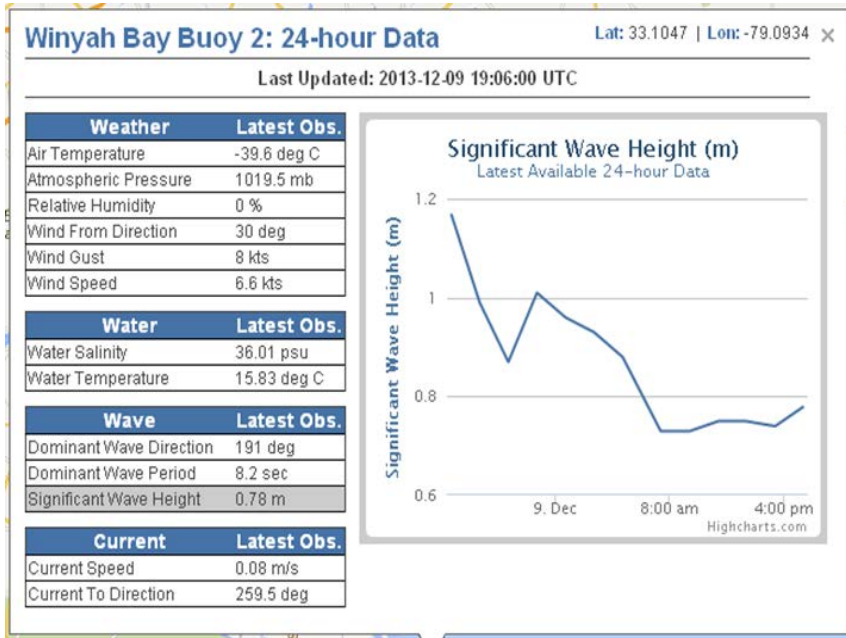 Winyah Bay Buoy 2: 24-hour Data
Lat: 33.1047 | Lon: -79.0934 ×
Last Updated: 2013-12-09 19:06:00 UTC
Weather Latest Obs.
Air Temperature -39.6 deg C
Atmospheric Pressure 1019.5 mb
Relative Humidity 0 %
Wind From Direction 30 deg
Wind Gust 8 kts
Wind Speed 6.6 kts
Water Latest Obs.
Water Salinity 36.01 psu
Water Temperature 15.83 deg C
Wave Latest Obs.
Dominant Wave Direction 191 deg
Dominant Wave Period 8.2 sec
Significant Wave Height 0.78 m
Current Latest Obs.
Current Speed 0.08 m/s
Current To Direction 259.5 deg
Significant Wave Height (m)
Latest Available 24-hour Data
Significant Wave Height (m)
1.2
1
0.8
0.6
9. Dec 8:00 am 4:00 pm
Highcharts.com